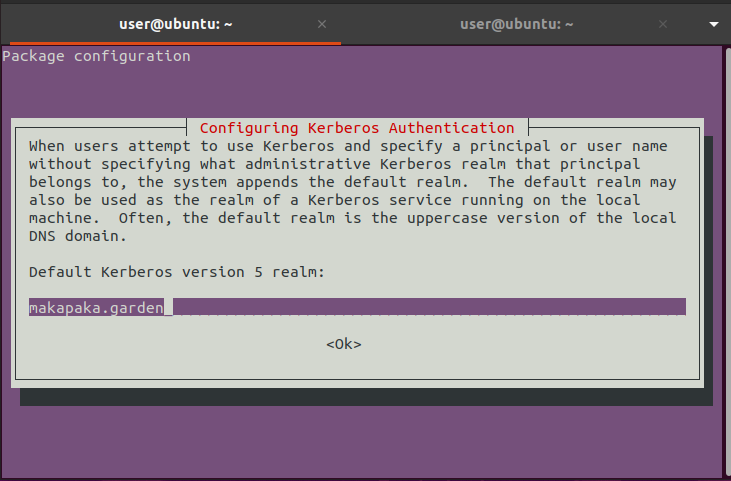 user@ubuntu: ~ × user@ubuntu: ~ ×
Package configuration
Configuring Kerberos Authentication
When users attempt to use Kerberos and specify a principal or user name
without specifying what administrative Kerberos realm that principal
belongs to, the system appends the default realm.  The default realm may
also be used as the realm of a Kerberos service running on the local
machine.  Often, the default realm is the uppercase version of the local
DNS domain.
Default Kerberos version 5 realm:
makapaka.garden_
<Ok>